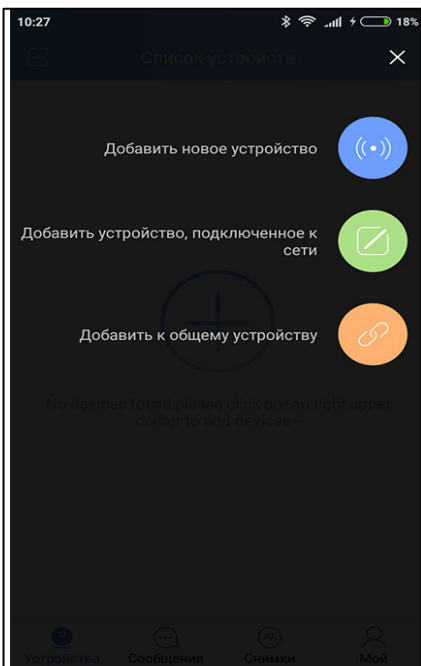 10:27
18%
Список устройств
Добавить новое устройство
Добавить устройство, подключенное к
сети
Добавить к общему устройству
No devices found,please click on+on right upper
corner to add devices~
Устройства
Сообщения
Снимки
Мой